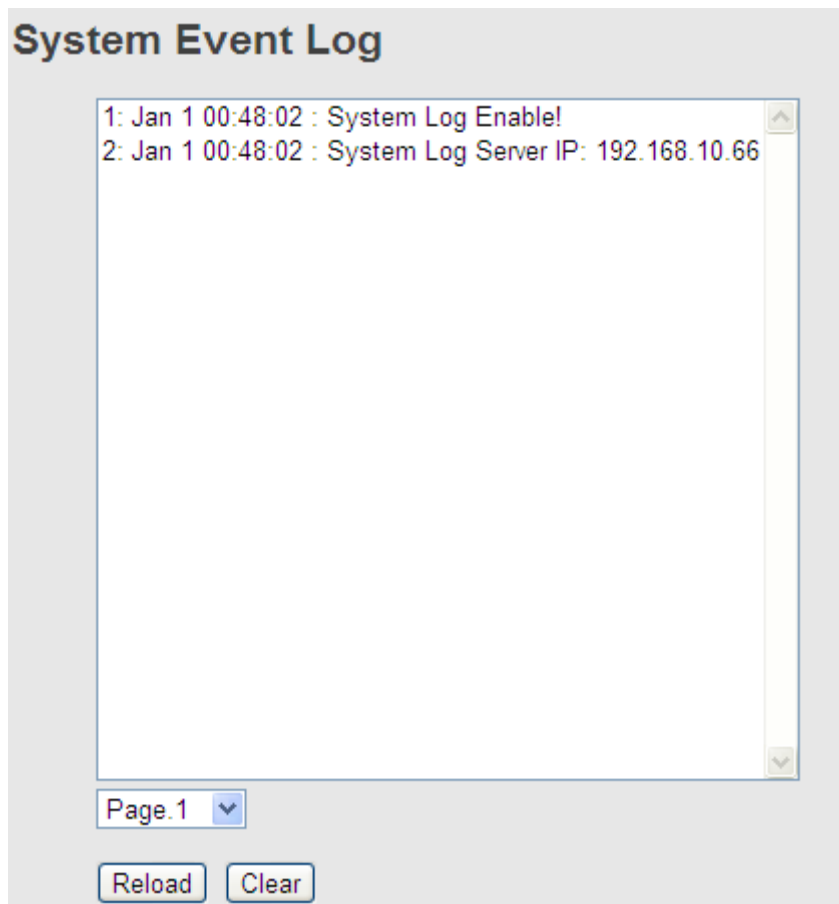 System Event Log
1: Jan 1 00:48:02 : System Log Enable!
2: Jan 1 00:48:02 : System Log Server IP: 192.168.10.66
Page.1
Reload Clear